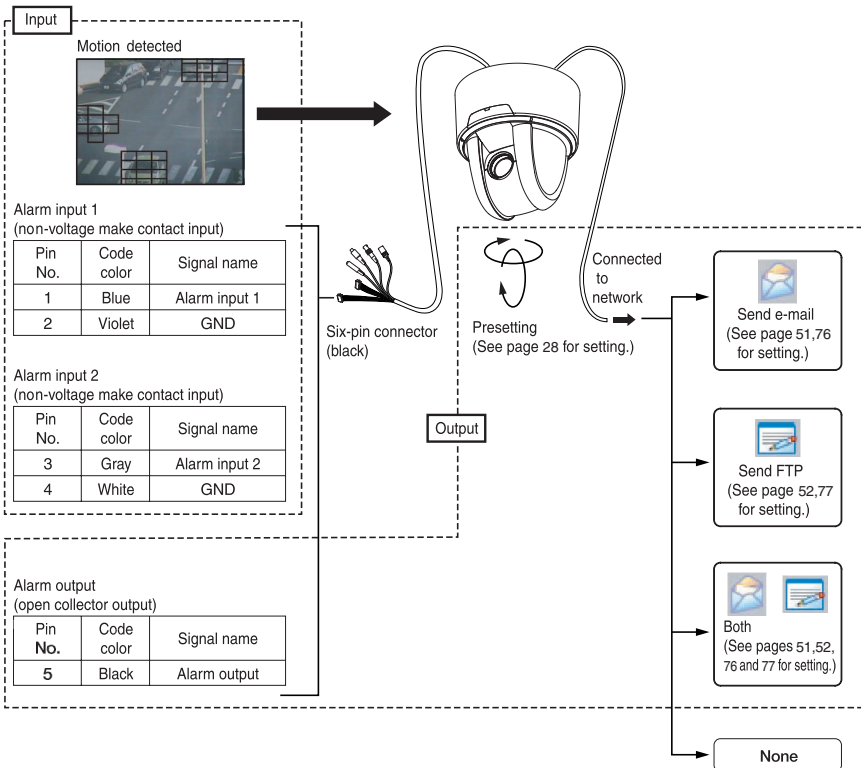 Input
Motion detected
Alarm input 1
(non-voltage make contact input)
Pin No. Code color Signal name
1 Blue Alarm input 1
2 Violet GND
Alarm input 2
(non-voltage make contact input)
Pin No. Code color Signal name
3 Gray Alarm input 2
4 White GND
Six-pin connector
(black)
Presetting
(See page 28 for setting.)
Connected
to
network
Output
Send e-mail
(See page 51,76
for setting.)
Send FTP
(See page 52,77
for setting.)
Both
(See pages 51,52,
76 and 77 for setting.)
None
Alarm output
(open collector output)
Pin No. Code color Signal name
5 Black Alarm output